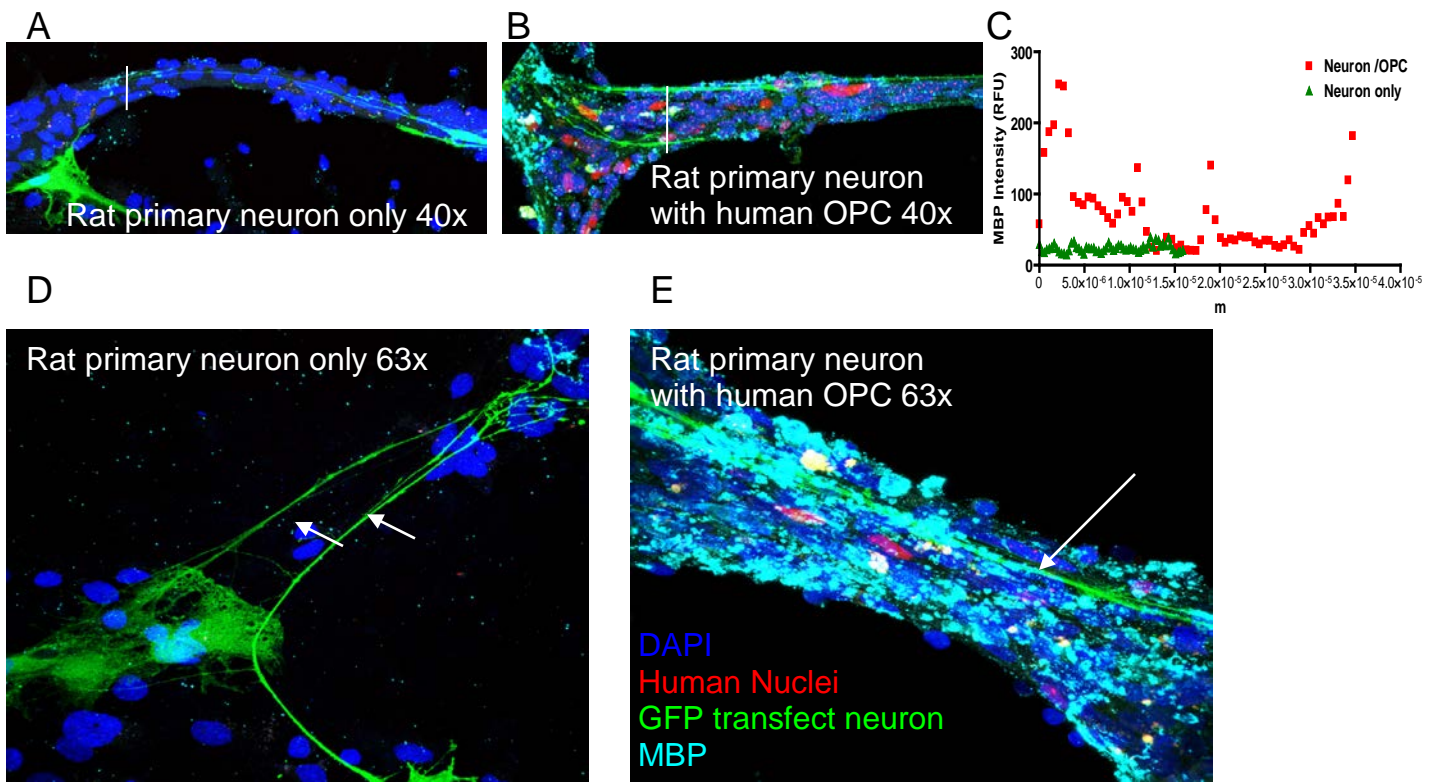 A
B
C
Rat primary neuron only 40x
Rat primary neuron
with human OPC 40x
MBP Intensity (RFU)
300
200
100
0
Neuron /OPC
Neuron only
0 5.0x10⁻⁶ 1.0x10⁻⁵ 1.5x10⁻⁵ 2.0x10⁻⁵ 2.5x10⁻⁵ 3.0x10⁻⁵ 3.5x10⁻⁵ 4.0x10⁻⁵
m
D
E
Rat primary neuron only 63x
Rat primary neuron
with human OPC 63x
DAPI
Human Nuclei
GFP transfect neuron
MBP